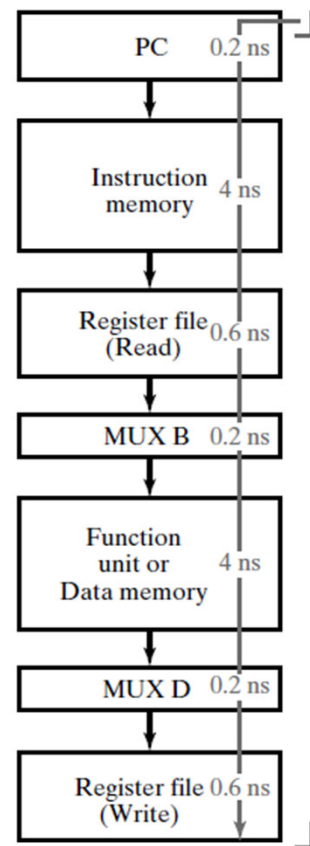 PC 0.2 ns
Instruction
memory
4 ns
Register file
(Read)
0.6 ns
MUX B 0.2 ns
Function
unit or
Data memory
4 ns
MUX D 0.2 ns
Register file 0.6 ns
(Write)